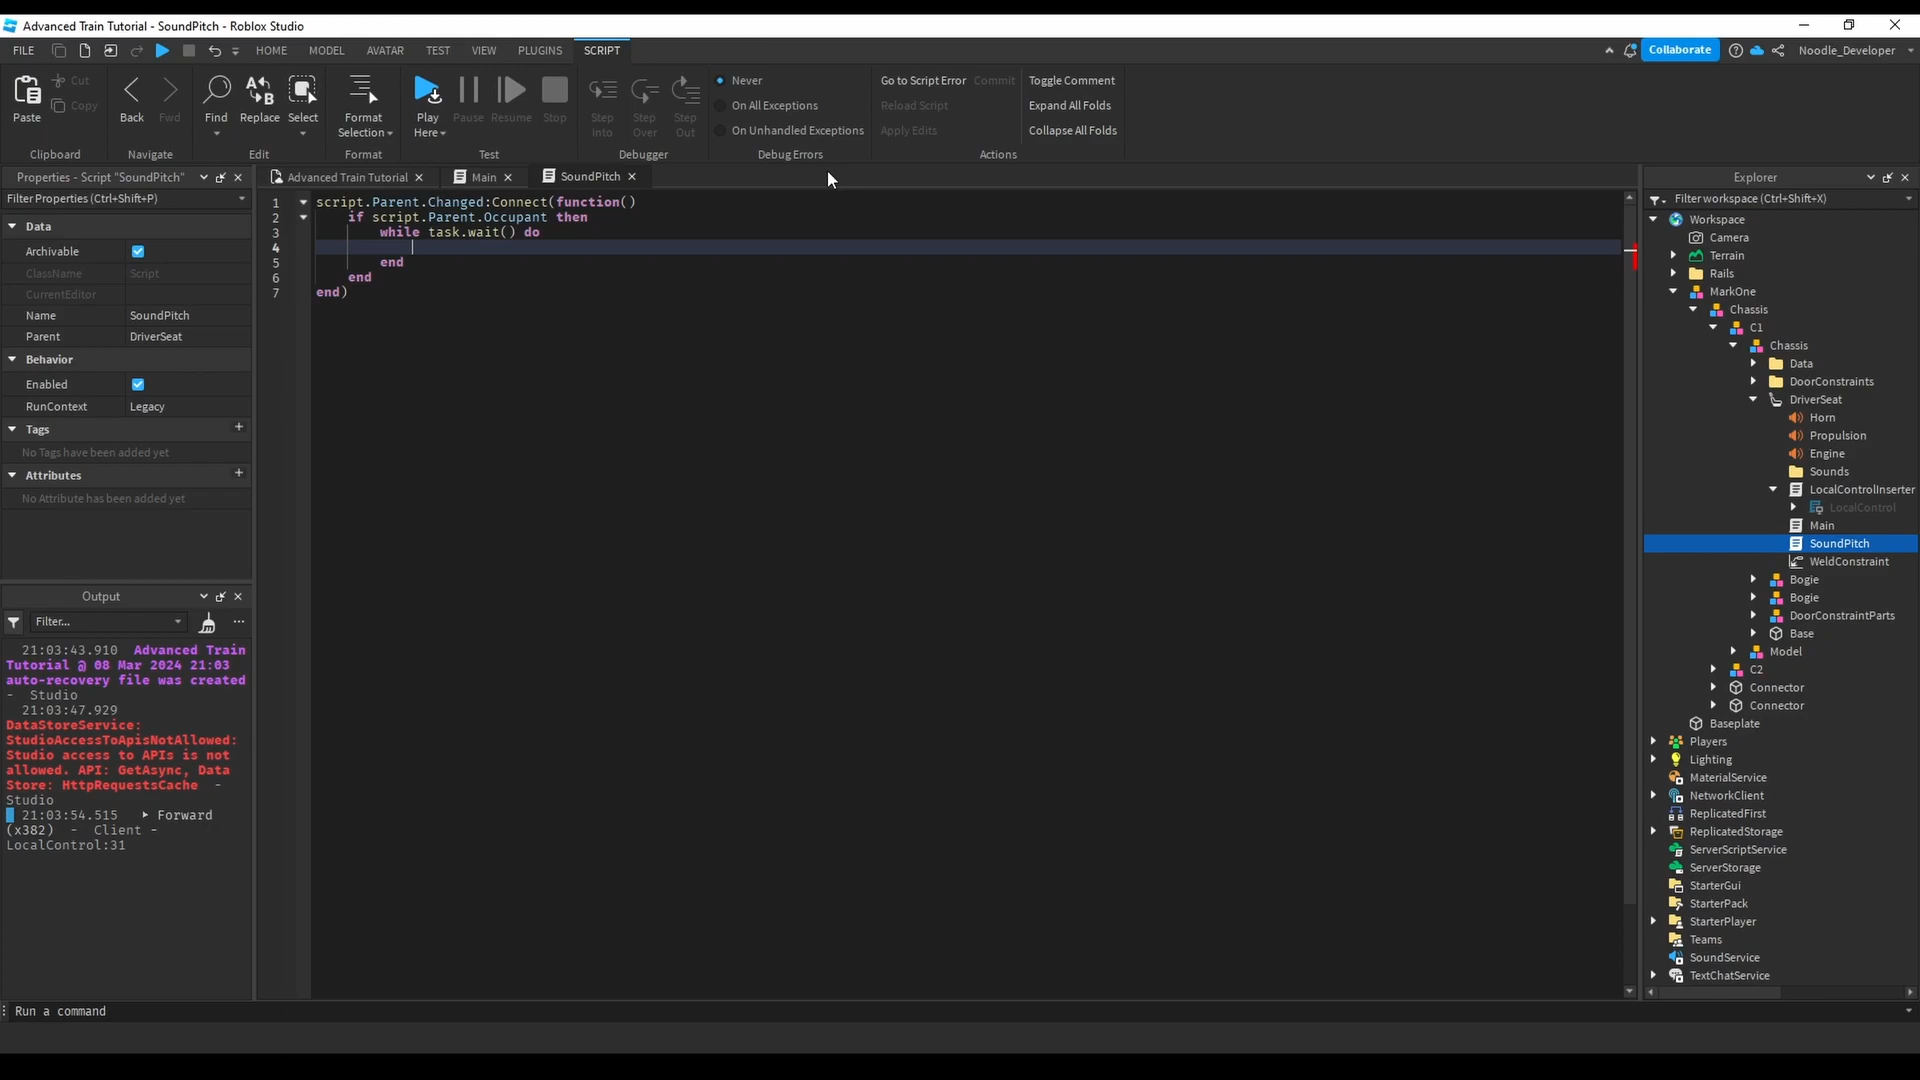 Advanced Train Tutorial - SoundPitch - Roblox Studio
FILE HOME MODEL AVATAR TEST VIEW PLUGINS SCRIPT Collaborate Noodle_Developer
Paste Cut Copy Back Fwd Find Replace Select Format Selection Play Here Pause Resume Stop Step Into Step Over Step Out
Never Go to Script Error Commit Toggle Comment
On All Exceptions Reload Script Expand All Folds
On Unhandled Exceptions Apply Edits Collapse All Folds
Clipboard Navigate Edit Format Test Debugger Debug Errors Actions
Properties - Script "SoundPitch"
Filter Properties (Ctrl+Shift+P)
Data
Archivable
ClassName Script
CurrentEditor
Name SoundPitch
Parent DriverSeat
Behavior
Enabled
RunContext Legacy
Tags
No Tags have been added yet
Attributes
No Attribute has been added yet
Output
Filter...
21:03:43.910 Advanced Train
Tutorial @ 08 Mar 2024 21:03
auto-recovery file was created
- Studio
21:03:47.929
DataStoreService:
StudioAccessToApisNotAllowed:
Studio access to APIs is not
allowed. API: GetAsync, Data
Store: HttpRequestsCache -
Studio
21:03:54.515 Forward
(x382) - Client -
LocalControl:31
Advanced Train Tutorial Main SoundPitch
1 script.Parent.Changed:Connect(function()
2 if script.Parent.Occupant then
3 while task.wait() do
4
5 end
6 end
7 end)
Explorer
Filter workspace (Ctrl+Shift+X)
Workspace
Camera
Terrain
Rails
MarkOne
Chassis
C1
Chassis
Data
DoorConstraints
DriverSeat
Horn
Propulsion
Engine
Sounds
LocalControlInserter
LocalControl
Main
SoundPitch
WeldConstraint
Bogie
Bogie
DoorConstraintParts
Base
Model
C2
Connector
Connector
Baseplate
Players
Lighting
MaterialService
NetworkClient
ReplicatedFirst
ReplicatedStorage
ServerScriptService
ServerStorage
StarterGui
StarterPack
StarterPlayer
Teams
SoundService
TextChatService
Run a command